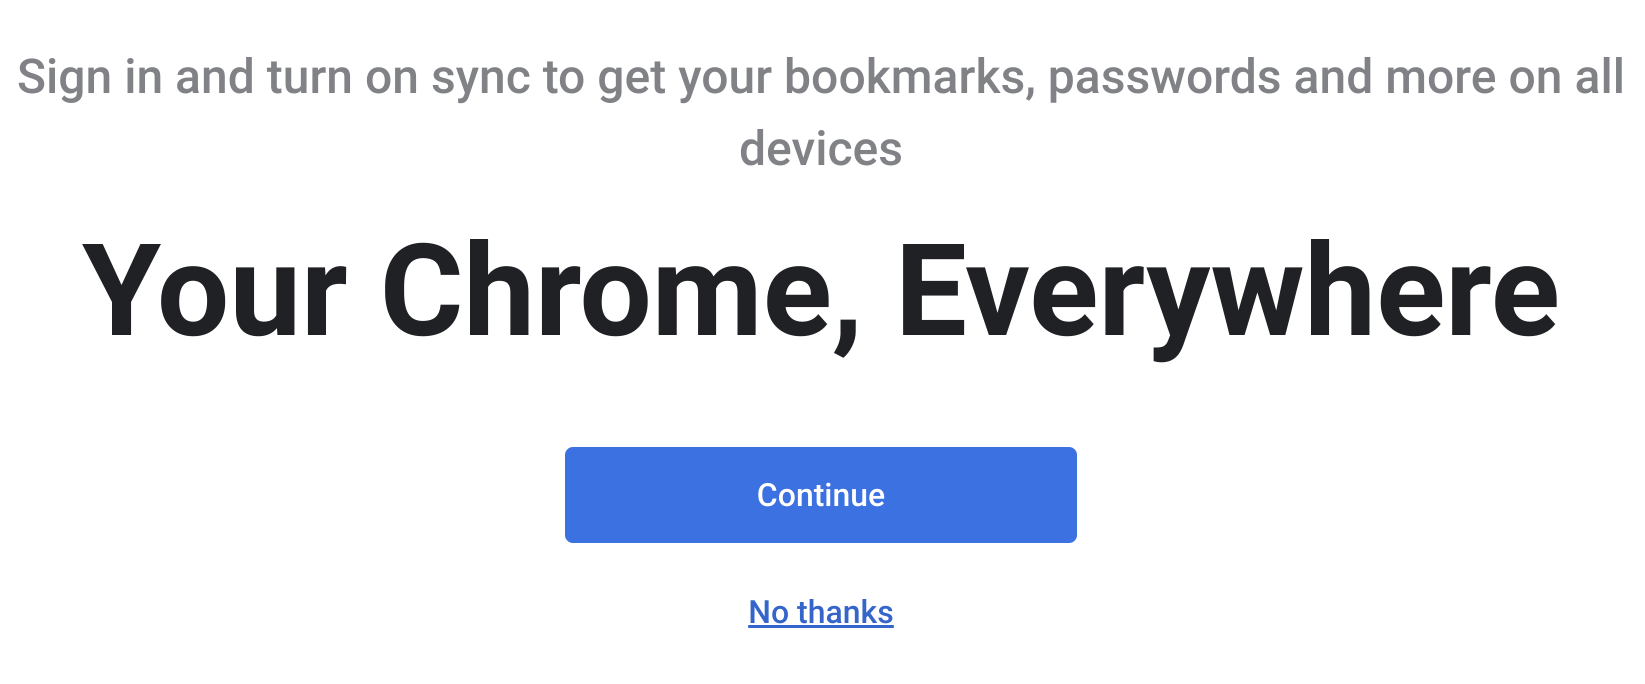 Sign in and turn on sync to get your bookmarks, passwords and more on all
devices
Your Chrome, Everywhere
Continue
No thanks